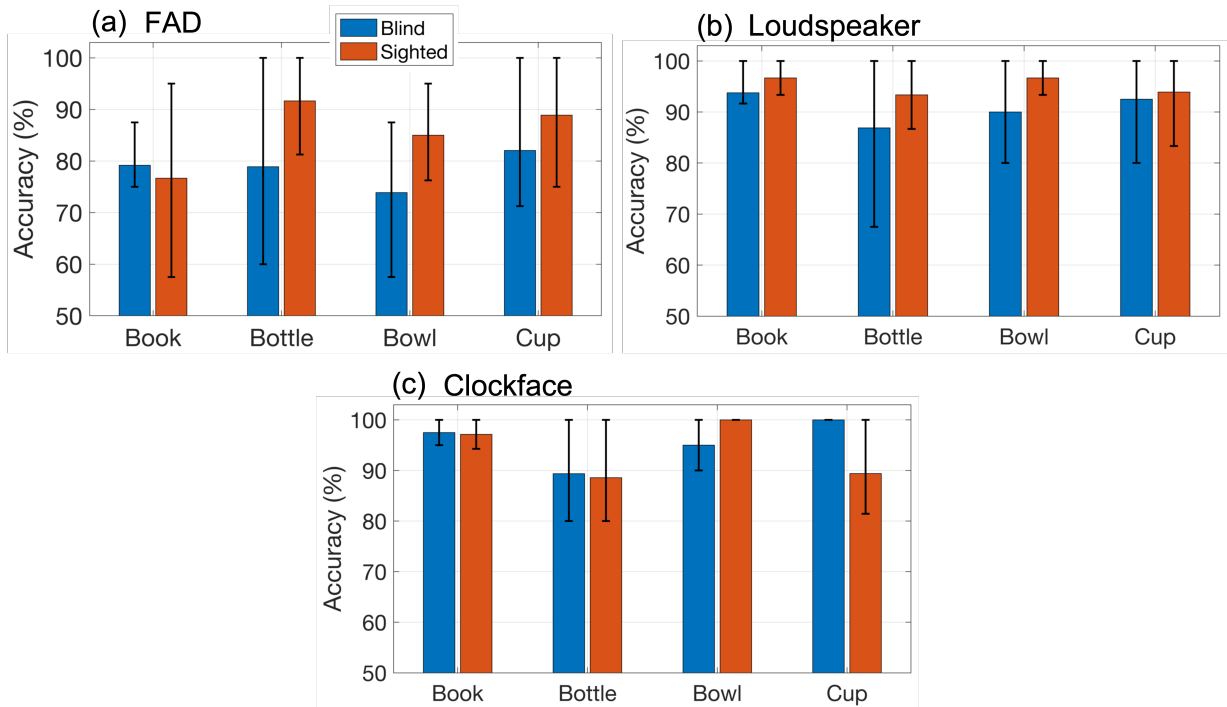 (a) FAD
Blind
Sighted
Accuracy (%)
100
90
80
70
60
50
Book Bottle Bowl Cup
(b) Loudspeaker
Accuracy (%)
100
90
80
70
60
50
Book Bottle Bowl Cup
(c) Clockface
Accuracy (%)
100
90
80
70
60
50
Book Bottle Bowl Cup